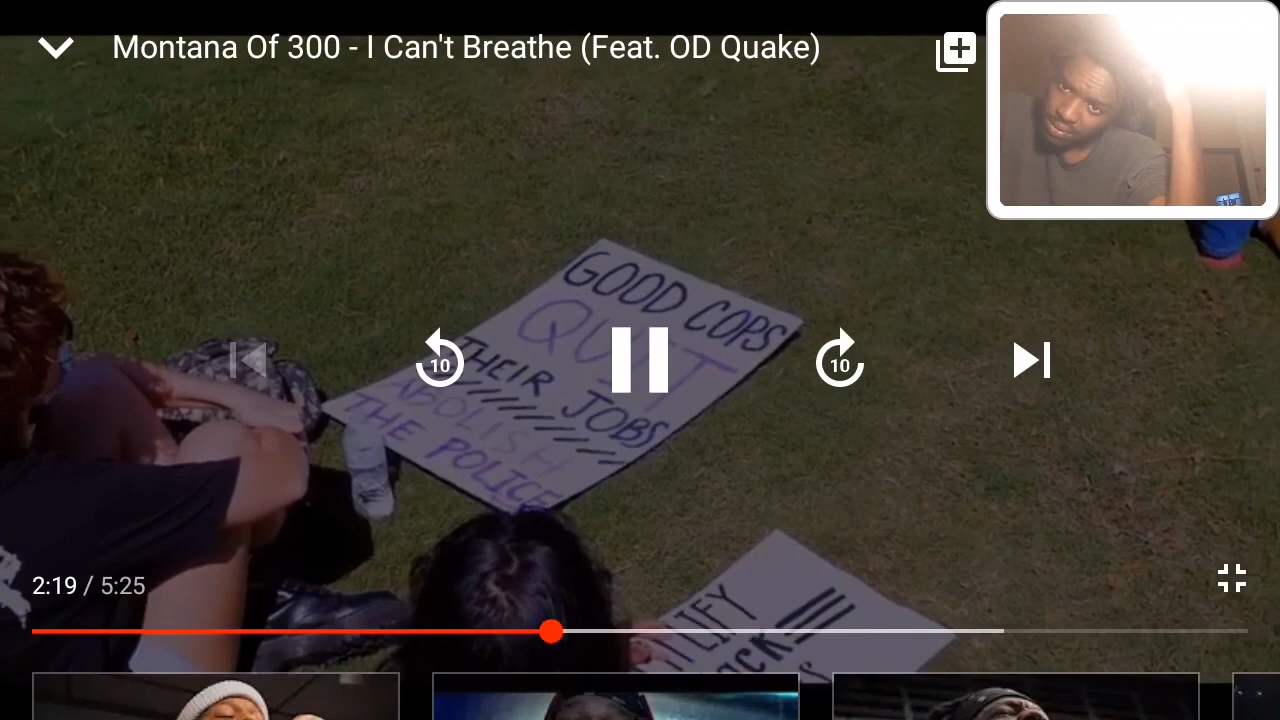 Montana Of 300 - I Can't Breathe (Feat. OD Quake)
GOOD COPS
QUIT
THEIR JOBS
ABOLISH
THE POLICE
10
10
2:19 / 5:25